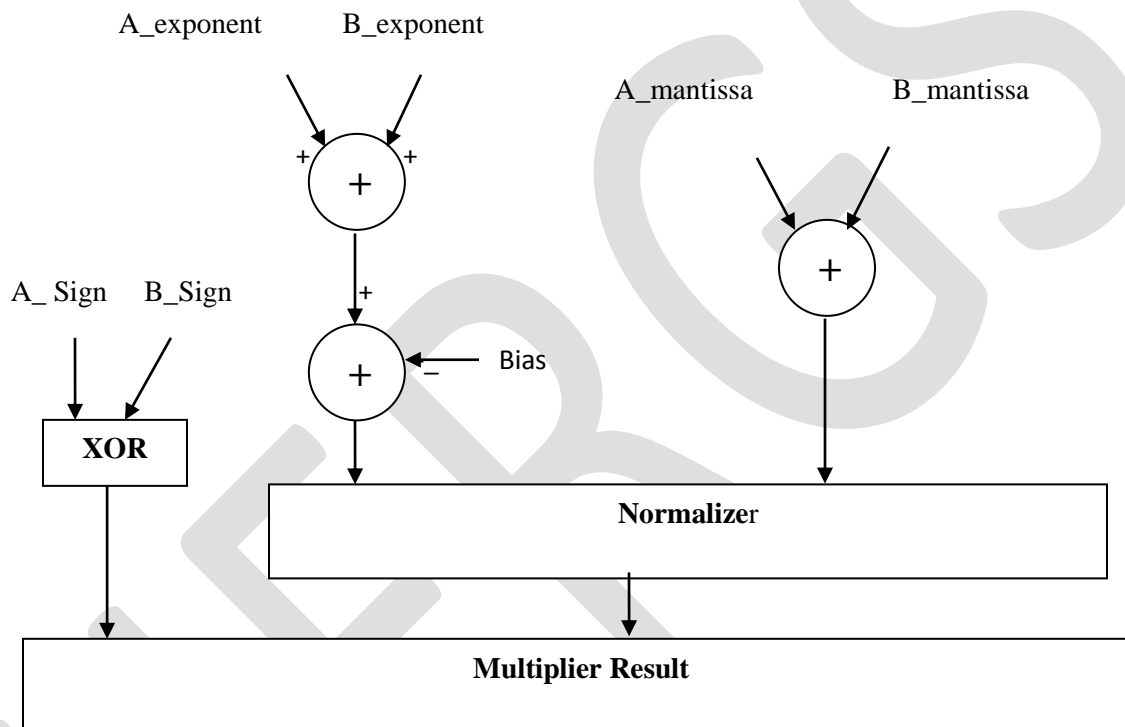 A_exponent B_exponent
A_mantissa B_mantissa
+ +
+
+
A_ Sign B_Sign
+
+
Bias
–
XOR
Normalizer
Multiplier Result